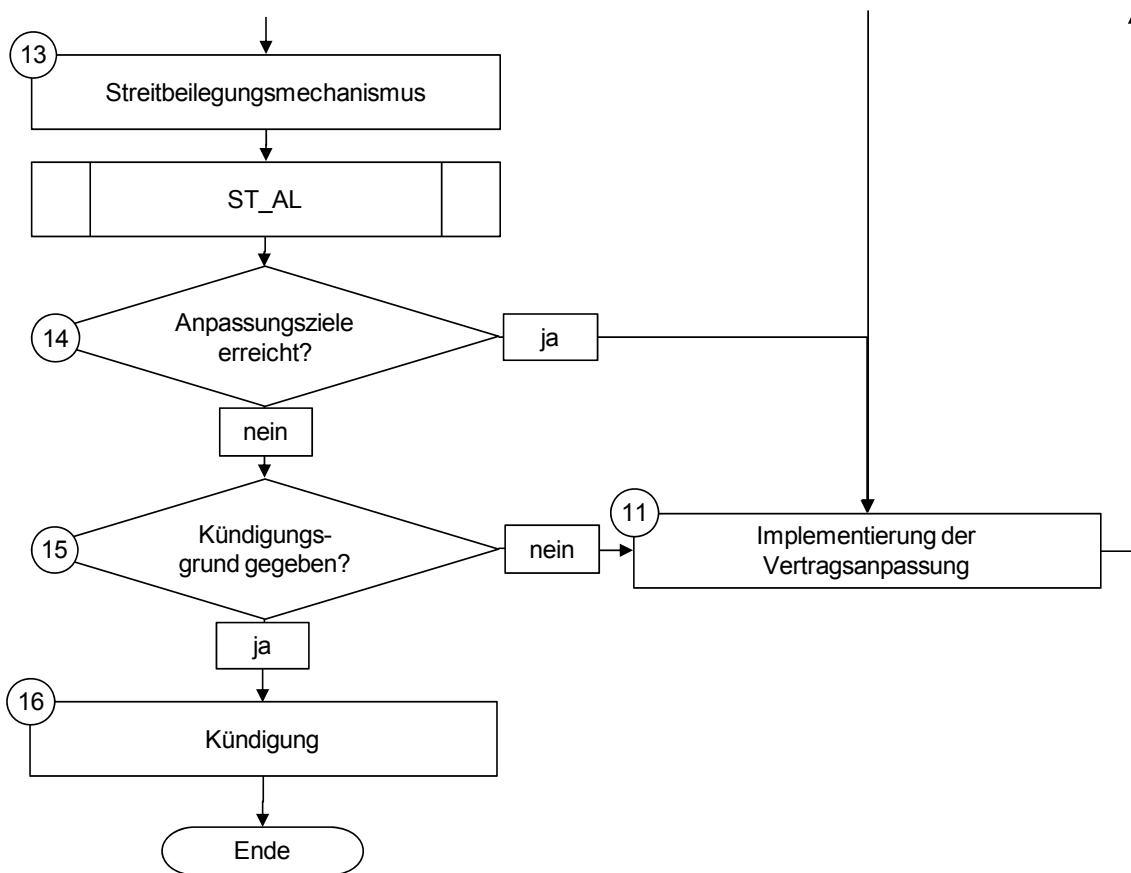 13
Streitbeilegungsmechanismus
ST_AL
14
Anpassungsziele
erreicht?
ja
nein
15
Kündigungs-
grund gegeben?
nein
11
Implementierung der
Vertragsanpassung
ja
16
Kündigung
Ende